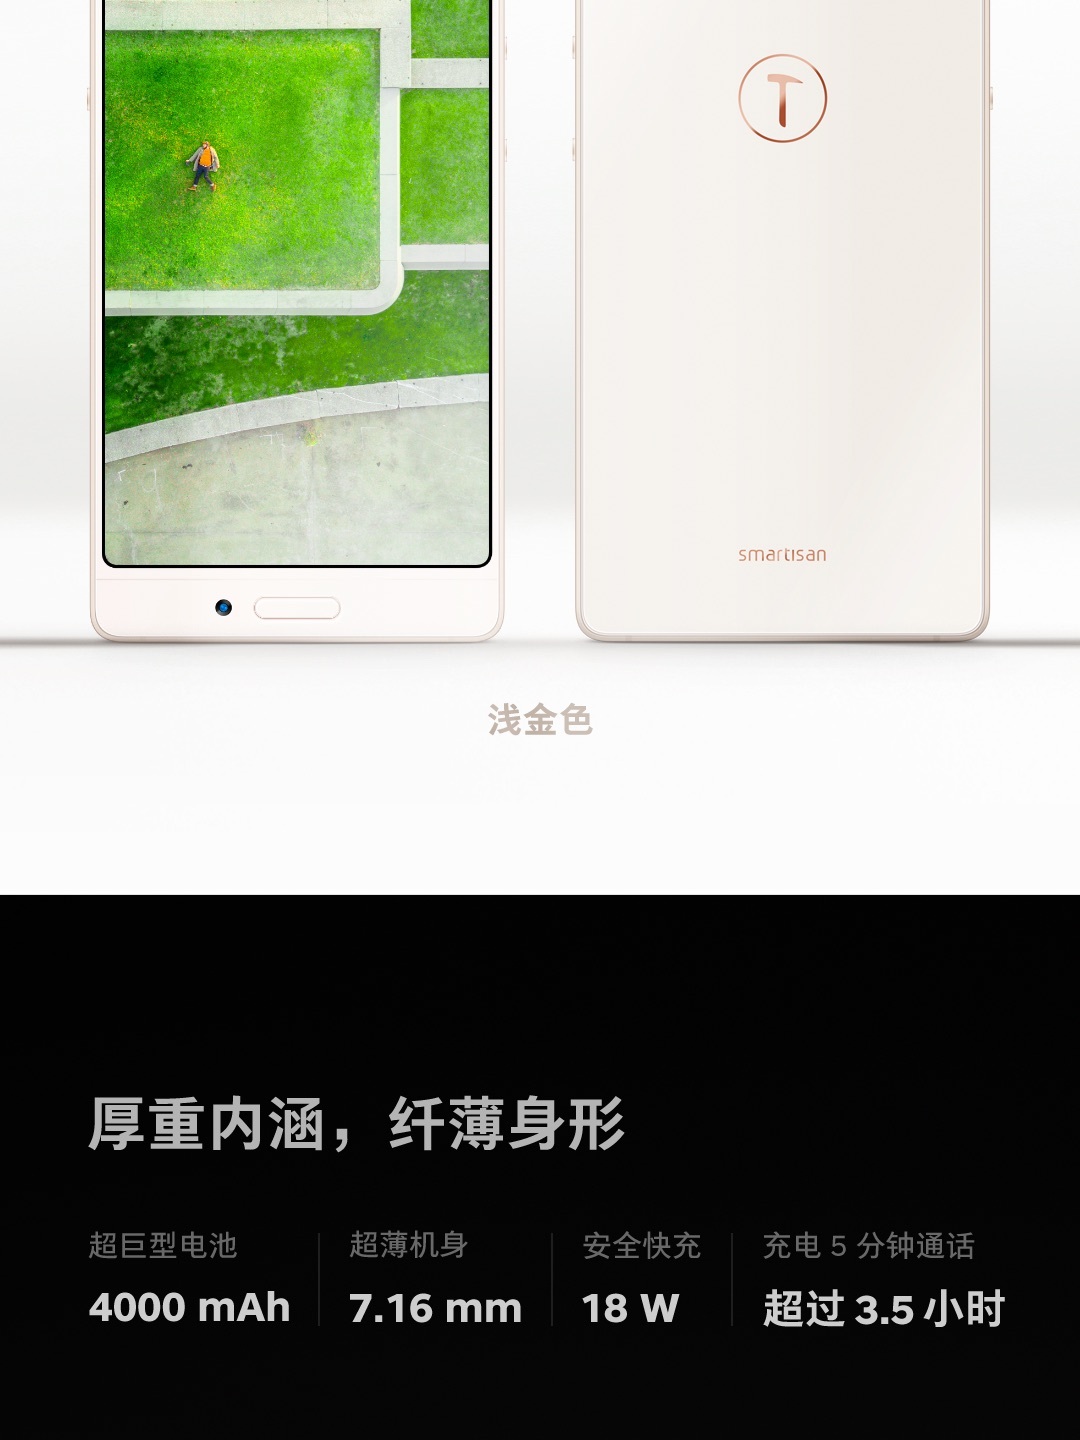 smartisan
浅金色
厚重内涵，纤薄身形
超巨型电池
4000 mAh
超薄机身
7.16 mm
安全快充
18 W
充电 5 分钟通话
超过 3.5 小时